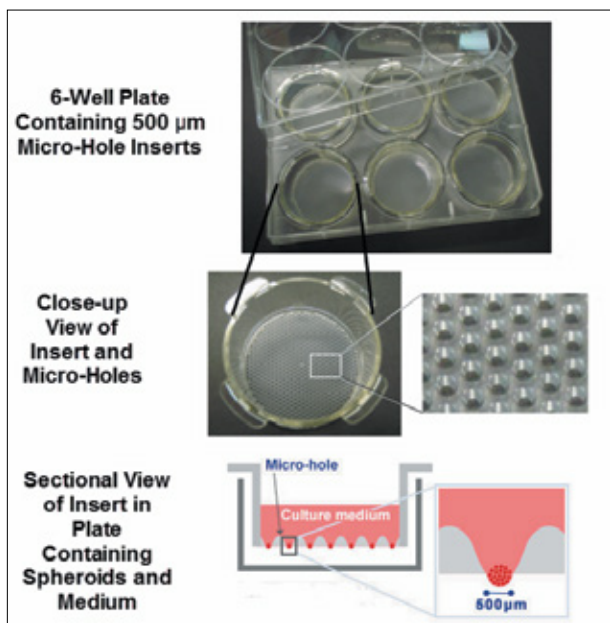 6-Well Plate
Containing 500 µm
Micro-Hole Inserts
Close-up
View of
Insert and
Micro-Holes
Sectional View
of Insert in
Plate
Containing
Spheroids and
Medium
Micro-hole
Culture medium
500µm